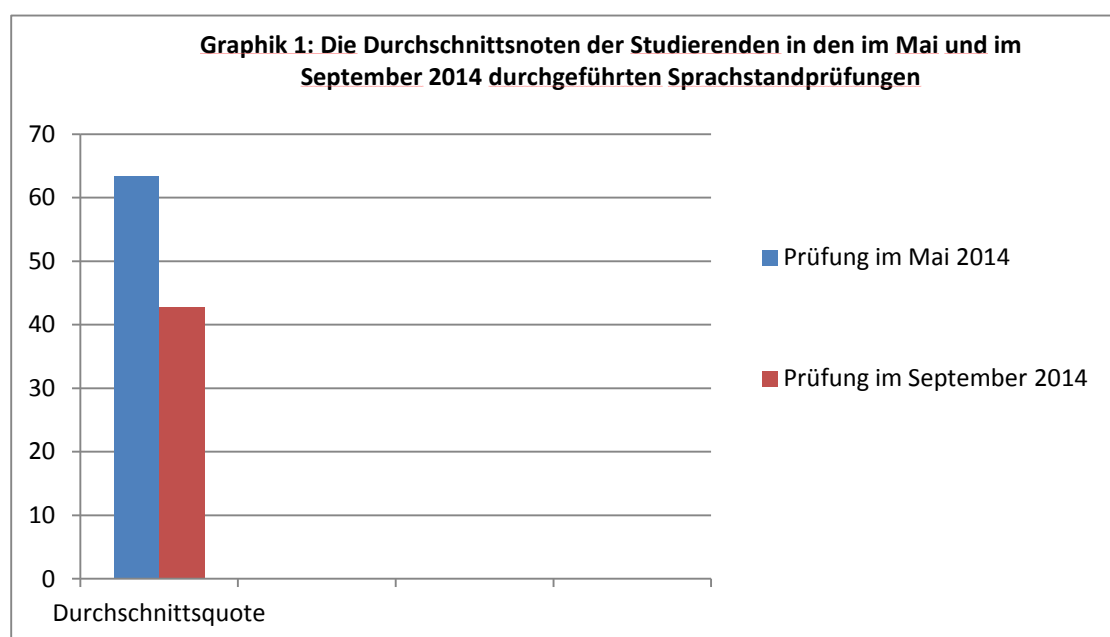 Graphik 1: Die Durchschnittsnoten der Studierenden in den im Mai und im
September 2014 durchgeführten Sprachstandprüfungen
70
60
50
40
30
20
10
0
Durchschnittsquote
Prüfung im Mai 2014
Prüfung im September 2014